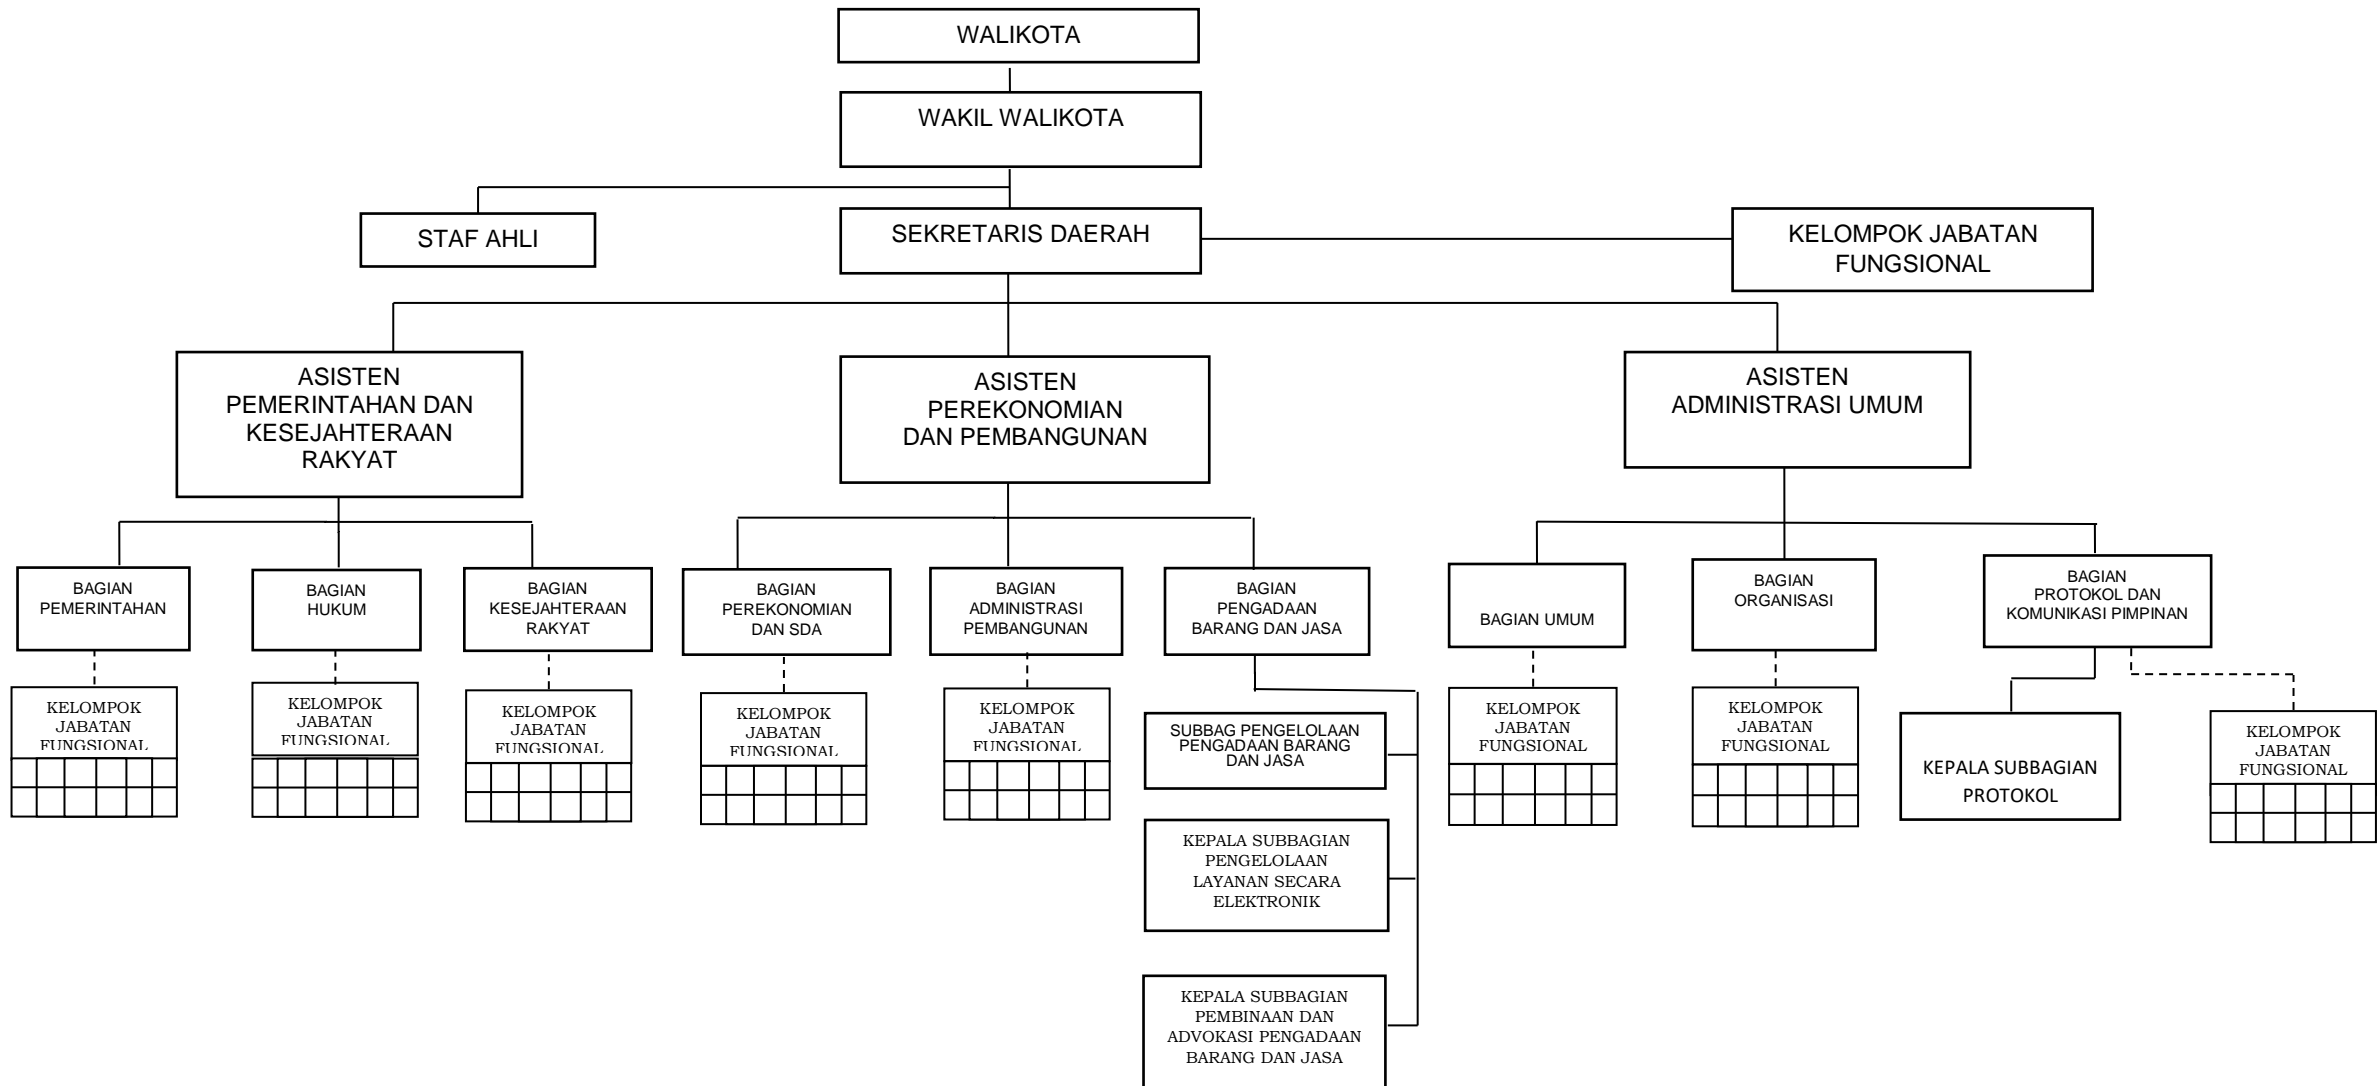 WALIKOTA
WAKIL WALIKOTA
STAF AHLI
SEKRETARIS DAERAH
KELOMPOK JABATAN
FUNGSIONAL
ASISTEN
PEMERINTAHAN DAN
KESEJAHTERAAN
RAKYAT
ASISTEN
PEREKONOMIAN
DAN PEMBANGUNAN
ASISTEN
ADMINISTRASI UMUM
BAGIAN
PEMERINTAHAN
BAGIAN
HUKUM
BAGIAN
KESEJAHTERAAN
RAKYAT
BAGIAN
PEREKONOMIAN
DAN SDA
BAGIAN
ADMINISTRASI
PEMBANGUNAN
BAGIAN
PENGADAAN
BARANG DAN JASA
BAGIAN UMUM
BAGIAN
ORGANISASI
BAGIAN
PROTOKOL DAN
KOMUNIKASI PIMPINAN
KELOMPOK
JABATAN
FUNGSIONAL
KELOMPOK
JABATAN
FUNGSIONAL
KELOMPOK
JABATAN
FUNGSIONAL
KELOMPOK
JABATAN
FUNGSIONAL
KELOMPOK
JABATAN
FUNGSIONAL
SUBBAG PENGELOLAAN
PENGADAAN BARANG
DAN JASA
KEPALA SUBBAGIAN
PENGELOLAAN
LAYANAN SECARA
ELEKTRONIK
KEPALA SUBBAGIAN
PEMBINAAN DAN
ADVOKASI PENGADAAN
BARANG DAN JASA
KELOMPOK
JABATAN
FUNGSIONAL
KELOMPOK
JABATAN
FUNGSIONAL
KEPALA SUBBAGIAN
PROTOKOL
KELOMPOK
JABATAN
FUNGSIONAL